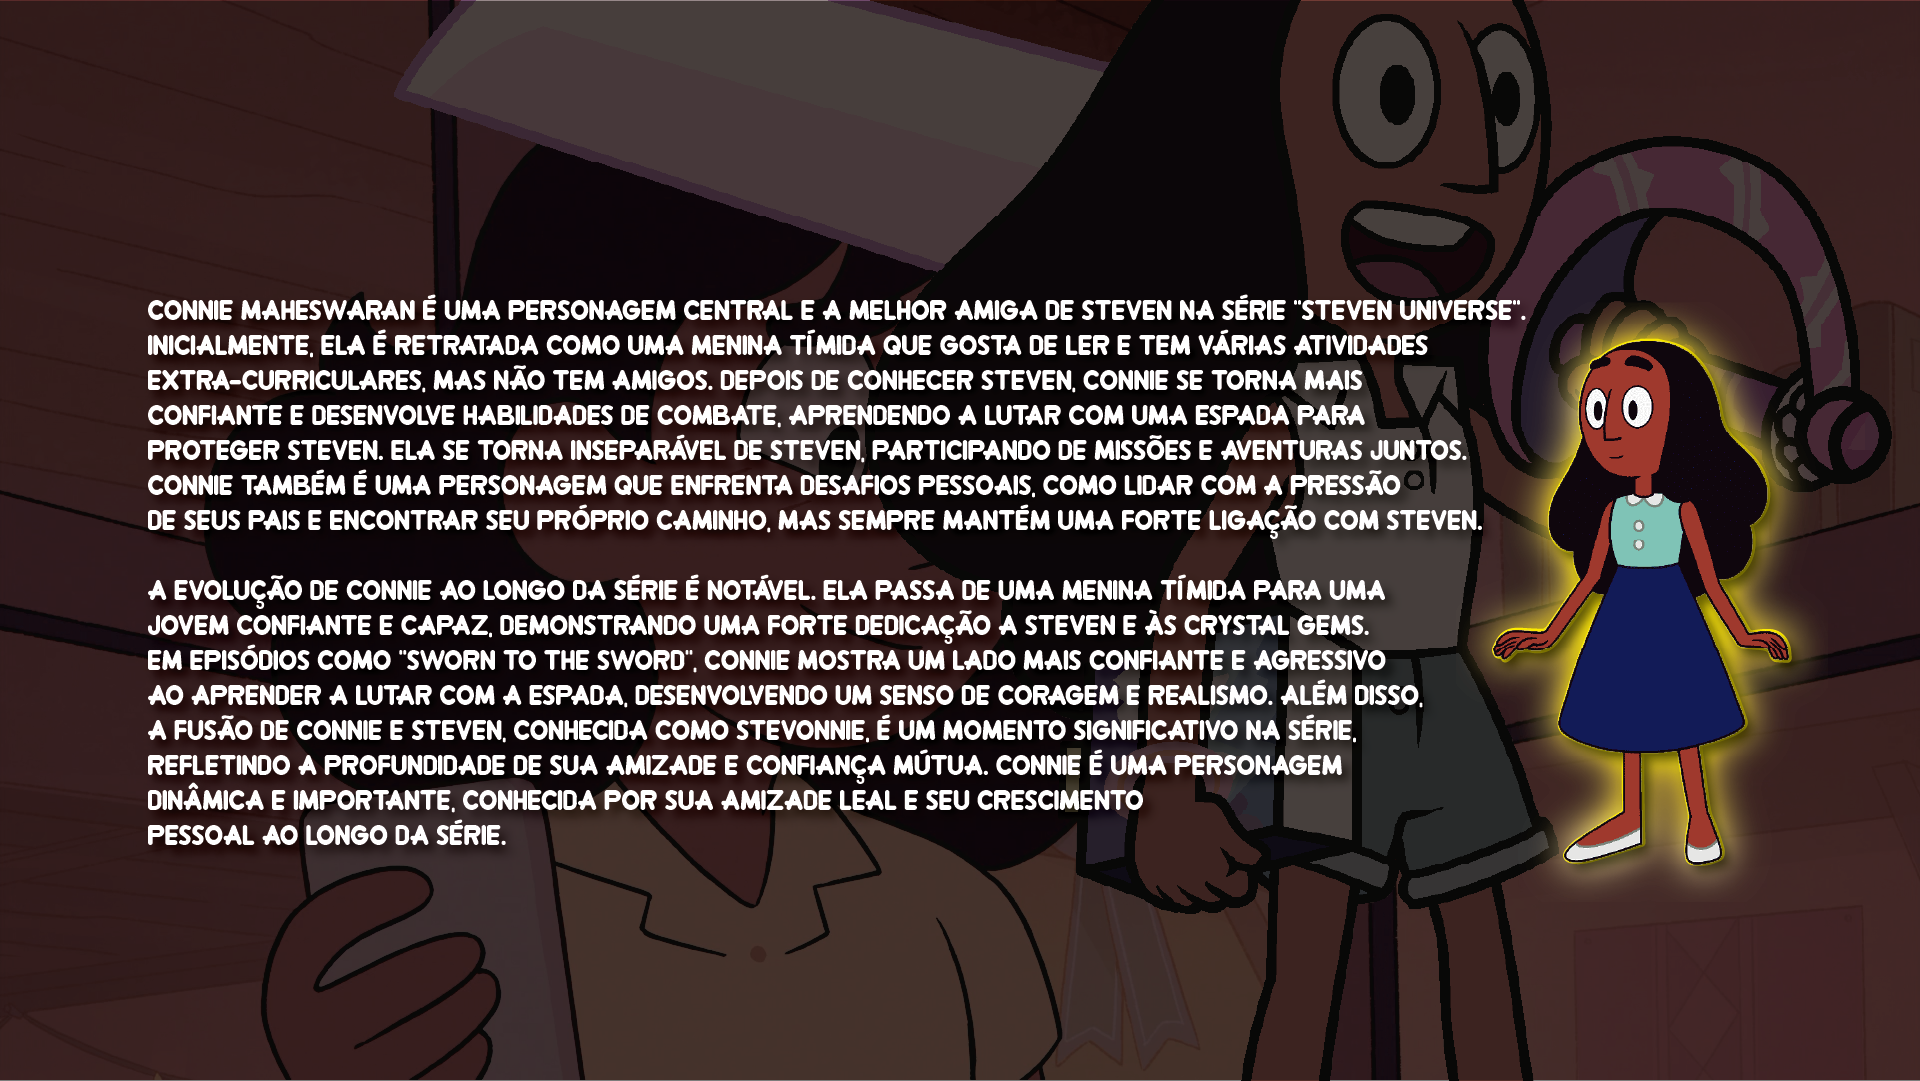 CONNIE MAHESWARAN É UMA PERSONAGEM CENTRAL E A MELHOR AMIGA DE STEVEN NA SÉRIE "STEVEN UNIVERSE".
INICIALMENTE, ELA É RETRATADA COMO UMA MENINA TÍMIDA QUE GOSTA DE LER E TEM VÁRIAS ATIVIDADES
EXTRA-CURRICULARES, MAS NÃO TEM AMIGOS. DEPOIS DE CONHECER STEVEN, CONNIE SE TORNA MAIS
CONFIANTE E DESENVOLVE HABILIDADES DE COMBATE, APRENDENDO A LUTAR COM UMA ESPADA PARA
PROTEGER STEVEN. ELA SE TORNA INSEPARÁVEL DE STEVEN, PARTICIPANDO DE MISSÕES E AVENTURAS JUNTOS.
CONNIE TAMBÉM É UMA PERSONAGEM QUE ENFRENTA DESAFIOS PESSOAIS, COMO LIDAR COM A PRESSÃO
DE SEUS PAIS E ENCONTRAR SEU PRÓPRIO CAMINHO, MAS SEMPRE MANTÉM UMA FORTE LIGAÇÃO COM STEVEN.
A EVOLUÇÃO DE CONNIE AO LONGO DA SÉRIE É NOTÁVEL. ELA PASSA DE UMA MENINA TÍMIDA PARA UMA
JOVEM CONFIANTE E CAPAZ, DEMONSTRANDO UMA FORTE DEDICAÇÃO A STEVEN E ÀS CRYSTAL GEMS.
EM EPISÓDIOS COMO "SWORN TO THE SWORD", CONNIE MOSTRA UM LADO MAIS CONFIANTE E AGRESSIVO
AO APRENDER A LUTAR COM A ESPADA, DESENVOLVENDO UM SENSO DE CORAGEM E REALISMO. ALÉM DISSO,
A FUSÃO DE CONNIE E STEVEN, CONHECIDA COMO STEVONNIE, É UM MOMENTO SIGNIFICATIVO NA SÉRIE,
REFLETINDO A PROFUNDIDADE DE SUA AMIZADE E CONFIANÇA MÚTUA. CONNIE É UMA PERSONAGEM
DINÂMICA E IMPORTANTE, CONHECIDA POR SUA AMIZADE LEAL E SEU CRESCIMENTO
PESSOAL AO LONGO DA SÉRIE.